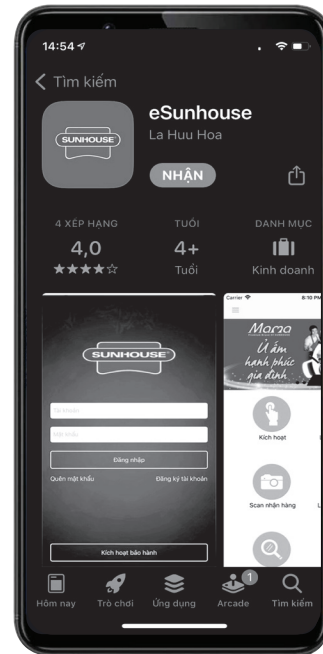 14:54
Tìm kiếm
SUNHOUSE
eSunhouse
La Huu Hoa
NHẬN
4 XẾP HẠNG
TUỔI
DANH MỤC
4,0
4+
Tuổi
Kinh doanh
SUNHOUSE
Tài khoản
Mật khẩu
Đăng nhập
Quên mật khẩu
Đăng ký tài khoản
Kích hoạt bảo hành
Carrier
8:10 PM
Mama
Ủ ấm
hạnh phúc
gia đình
Kích hoạt
Scan nhận hàng
L
1
Hôm nay
Trò chơi
Ứng dụng
Arcade
Tìm kiếm